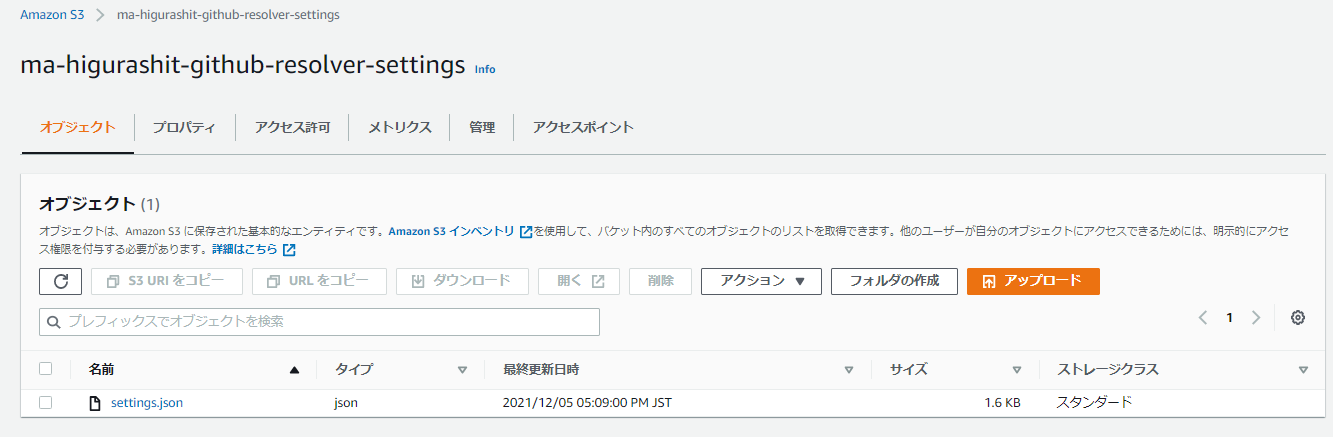 Amazon S3 > ma-higurashit-github-resolver-settings
ma-higurashit-github-resolver-settings Info
オブジェクト プロパティ アクセス許可 メトリクス 管理 アクセスポイント
オブジェクト (1)
オブジェクトは、Amazon S3 に保存された基本的なエンティティです。Amazon S3 インベントリ を使用して、バケット内のすべてのオブジェクトのリストを取得できます。他のユーザーが自分のオブジェクトにアクセスできるためには、明示的にアクセ
ス権限を付与する必要があります。詳細はこちら
S3 URI をコピー URL をコピー ダウンロード 開く 削除 アクション フォルダの作成 アップロード
プレフィックスでオブジェクトを検索 1
名前 タイプ 最終更新日時 サイズ ストレージクラス
settings.json json 2021/12/05 05:09:00 PM JST 1.6 KB スタンダード